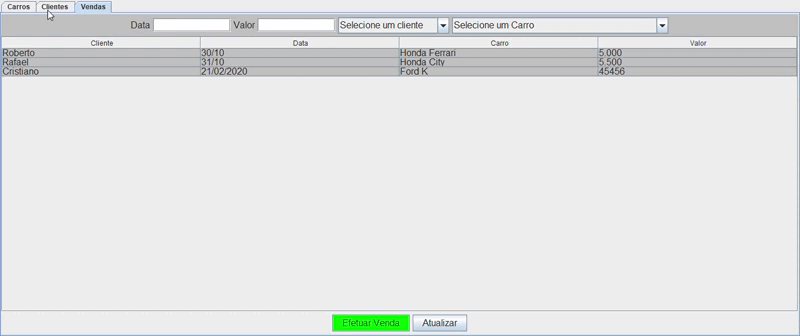 Carros Clientes Vendas
Data Valor Selecione um cliente Selecione um Carro
Cliente Data Carro Valor
Roberto 30/10 Honda Ferrari 5.000
Rafael 31/10 Honda City 5.500
Cristiano 21/02/2020 Ford K 45456
Efetuar Venda Atualizar